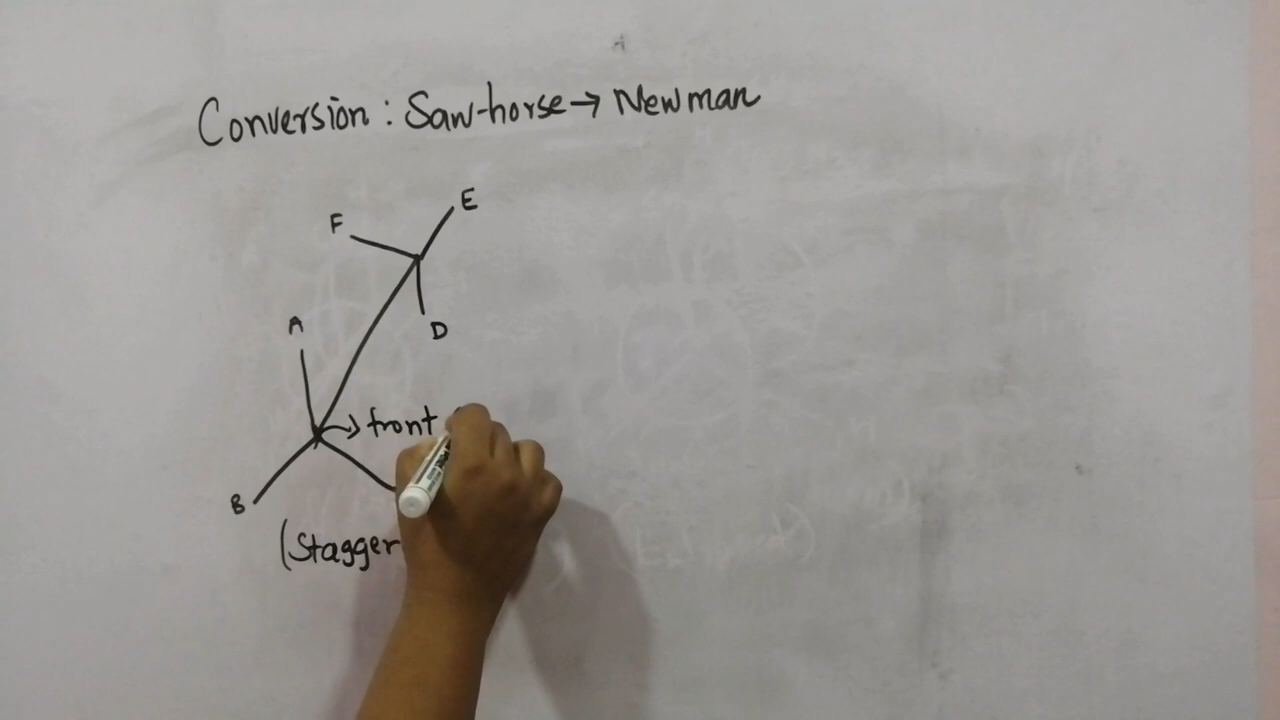 Conversion : Saw-horse → Newman
E
F
A
D
front
B
(Stagger